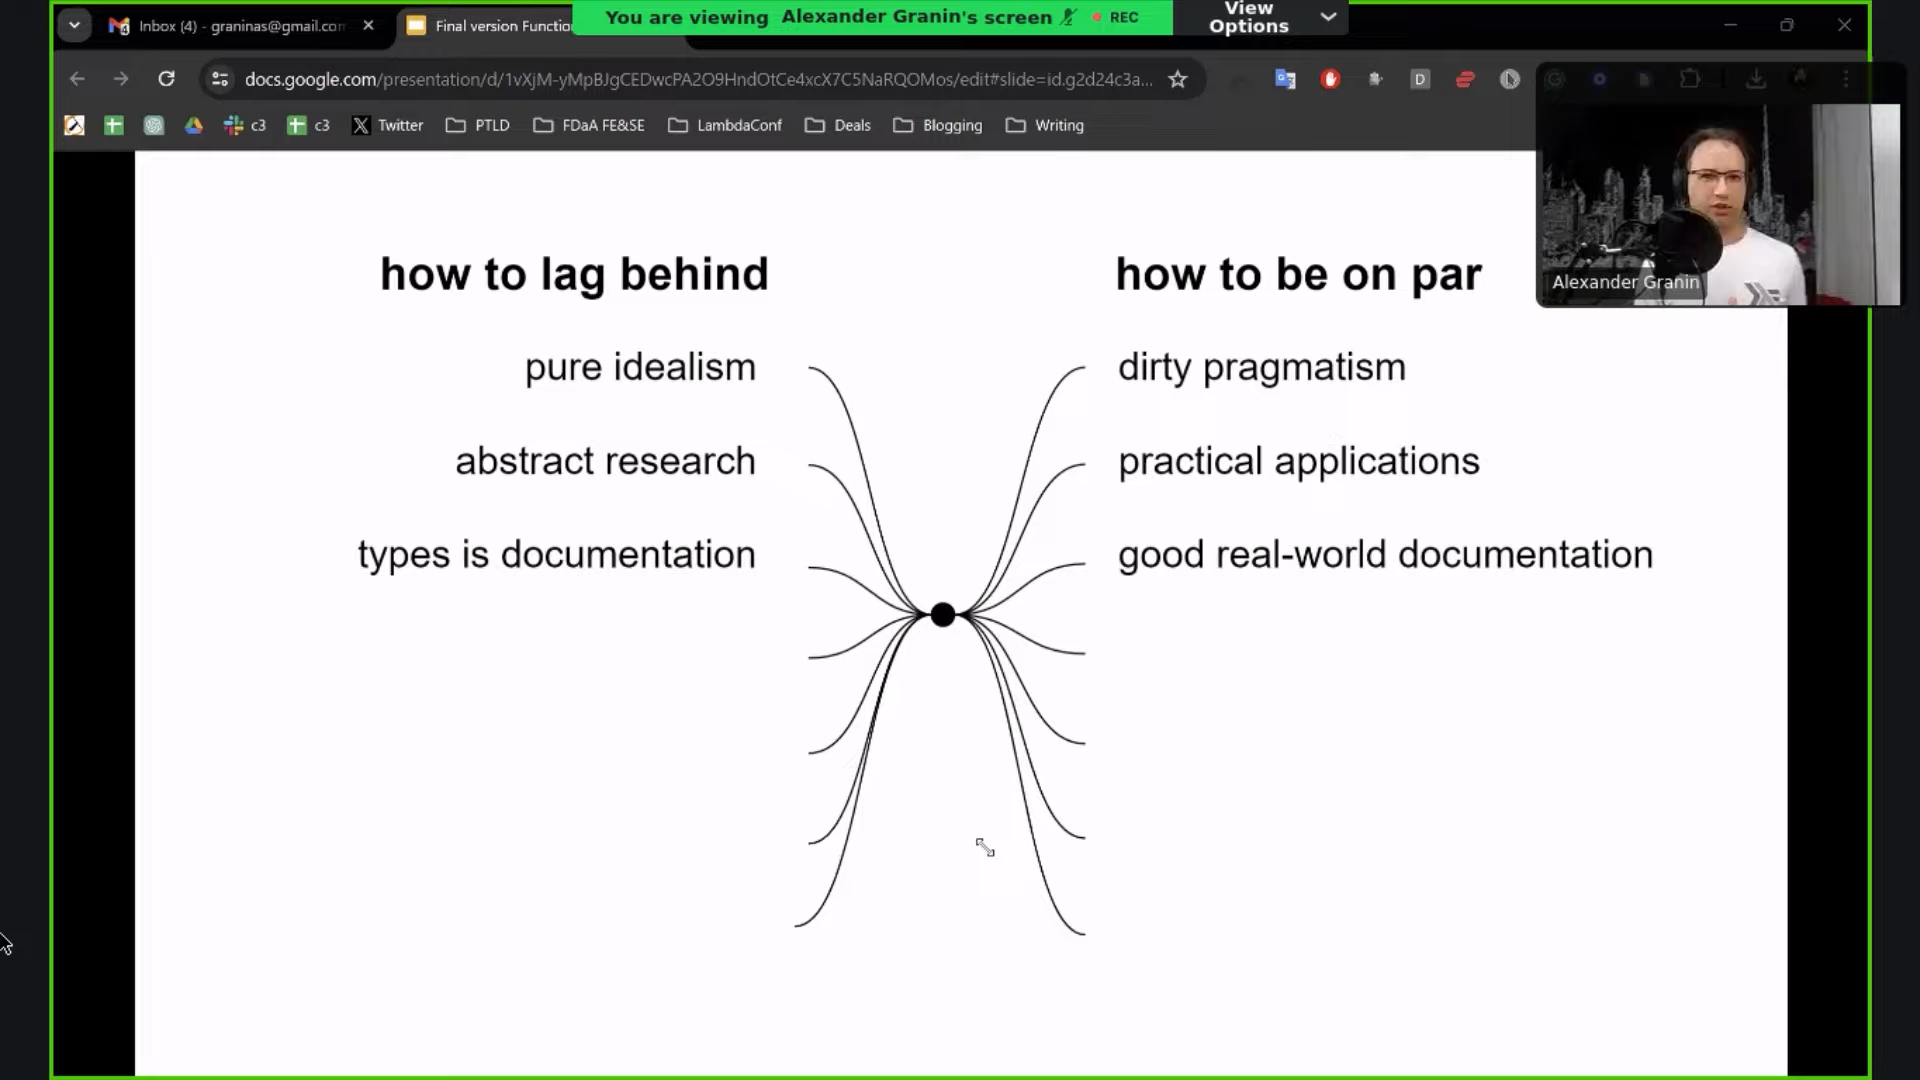 You are viewing Alexander Granin's screen REC View Options
Inbox (4) - graninas@gmail.com
Final version Functio
docs.google.com/presentation/d/1vXjM-yMpBJgCEDwcPA2O9HndOtCe4xcX7C5NaRQOMos/edit#slide=id.g2d24c3a...
c3
c3
Twitter
PTLD
FDaA FE&SE
LambdaConf
Deals
Blogging
Writing
Alexander Granin
how to lag behind
how to be on par
pure idealism
dirty pragmatism
abstract research
practical applications
types is documentation
good real-world documentation